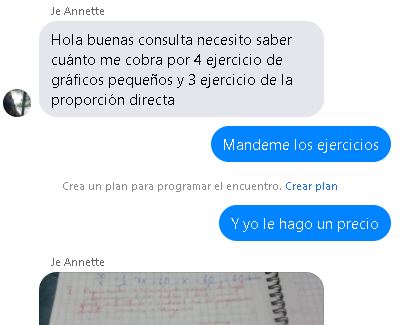 Je Annette
Hola buenas consulta necesito saber
cuánto me cobra por 4 ejercicio de
gráficos pequeños y 3 ejercicio de la
proporción directa
Mandeme los ejercicios
Crea un plan para programar el encuentro. Crear plan
Y yo le hago un precio
Je Annette